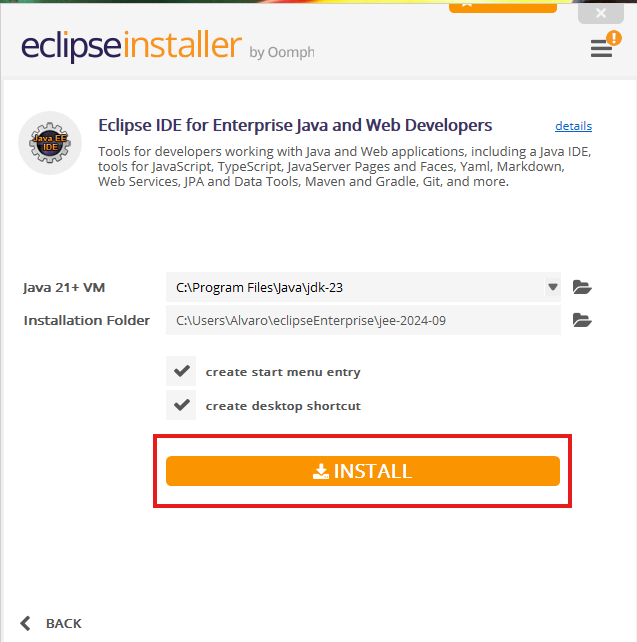 eclipseinstaller by Oomph
!
Java EE
IDE
Eclipse IDE for Enterprise Java and Web Developers
details
Tools for developers working with Java and Web applications, including a Java IDE,
tools for JavaScript, TypeScript, JavaServer Pages and Faces, Yaml, Markdown,
Web Services, JPA and Data Tools, Maven and Gradle, Git, and more.
Java 21+ VM
C:\Program Files\Java\jdk-23
Installation Folder
C:\Users\Alvaro\eclipseEnterprise\jee-2024-09
create start menu entry
create desktop shortcut
INSTALL
BACK